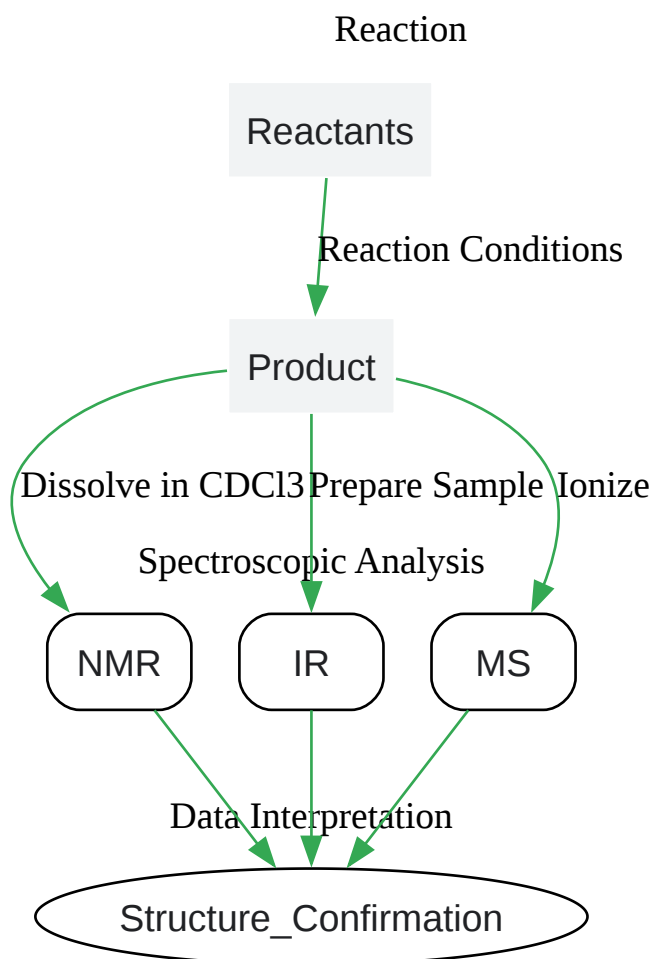 Reaction
Reactants
Reaction Conditions
Product
Dissolve in CDCl3 Prepare Sample Ionize
Spectroscopic Analysis
NMR IR MS
Data Interpretation
Structure_Confirmation